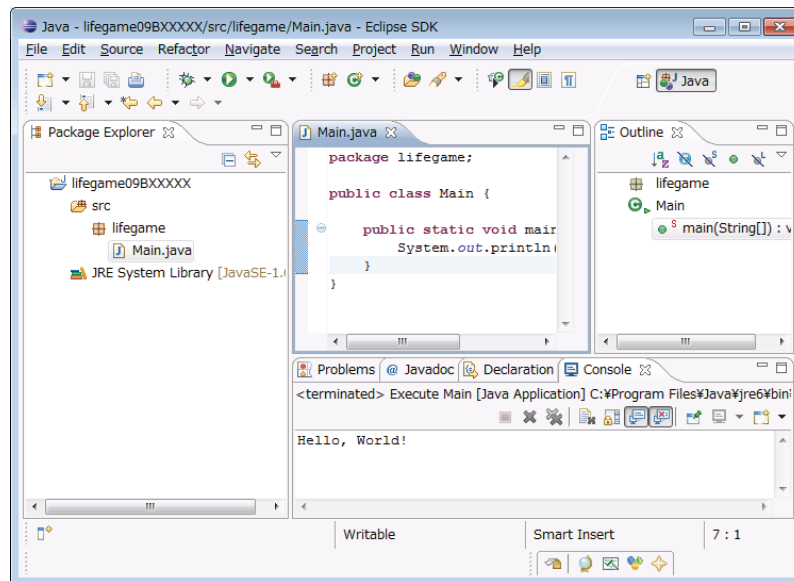 Java - lifegame09BXXXXX/src/lifegame/Main.java - Eclipse SDK
File Edit Source Refactor Navigate Search Project Run Window Help
Java
Package Explorer
lifegame09BXXXXX
src
lifegame
Main.java
JRE System Library [JavaSE-1.
Main.java
package lifegame;
public class Main {
public static void main
System.out.println(
}
}
Outline
lifegame
Main
main(String[]) : v
Problems @ Javadoc Declaration Console
<terminated> Execute Main [Java Application] C:¥Program Files¥Java¥jre6¥bin
Hello, World!
Writable Smart Insert 7 : 1